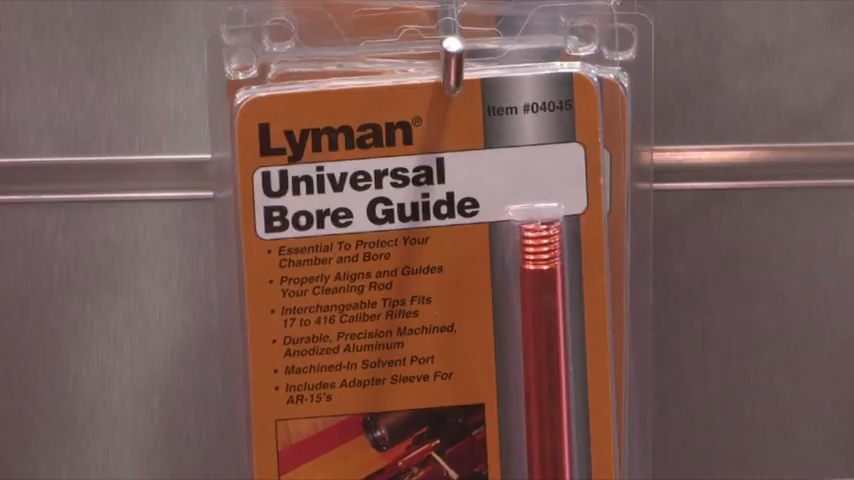 Lyman®
Item #04045
Universal
Bore Guide
• Essential To Protect Your
Chamber and Bore
• Properly Aligns and Guides
Your Cleaning Rod
• Interchangeable Tips Fits
17 to 416 Caliber Rifles
• Durable, Precision Machined,
Anodized Aluminum
• Machined-In Solvent Port
• Includes Adapter Sleeve For
AR-15's